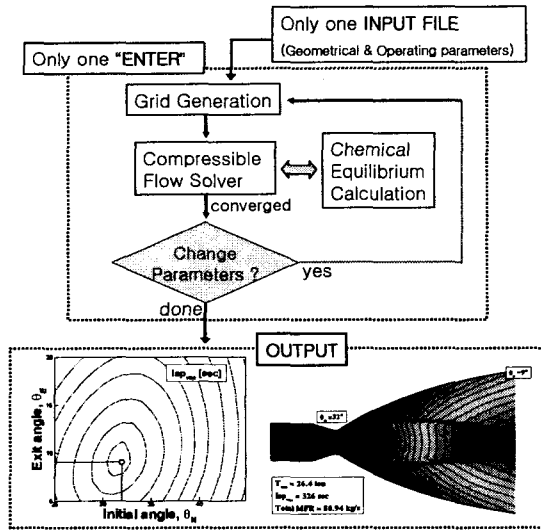 Only one INPUT FILE
(Geometrical & Operating parameters)
Only one "ENTER"
Grid Generation
Compressible
Flow Solver
Chemical
Equilibrium
Calculation
converged
Change
Parameters ?
yes
done
OUTPUT
Isp [sec]
Exit angle, θ
Initial angle, θN
= 26.4 ton
= 326 sec
Total MFR = 80.94 kg/s